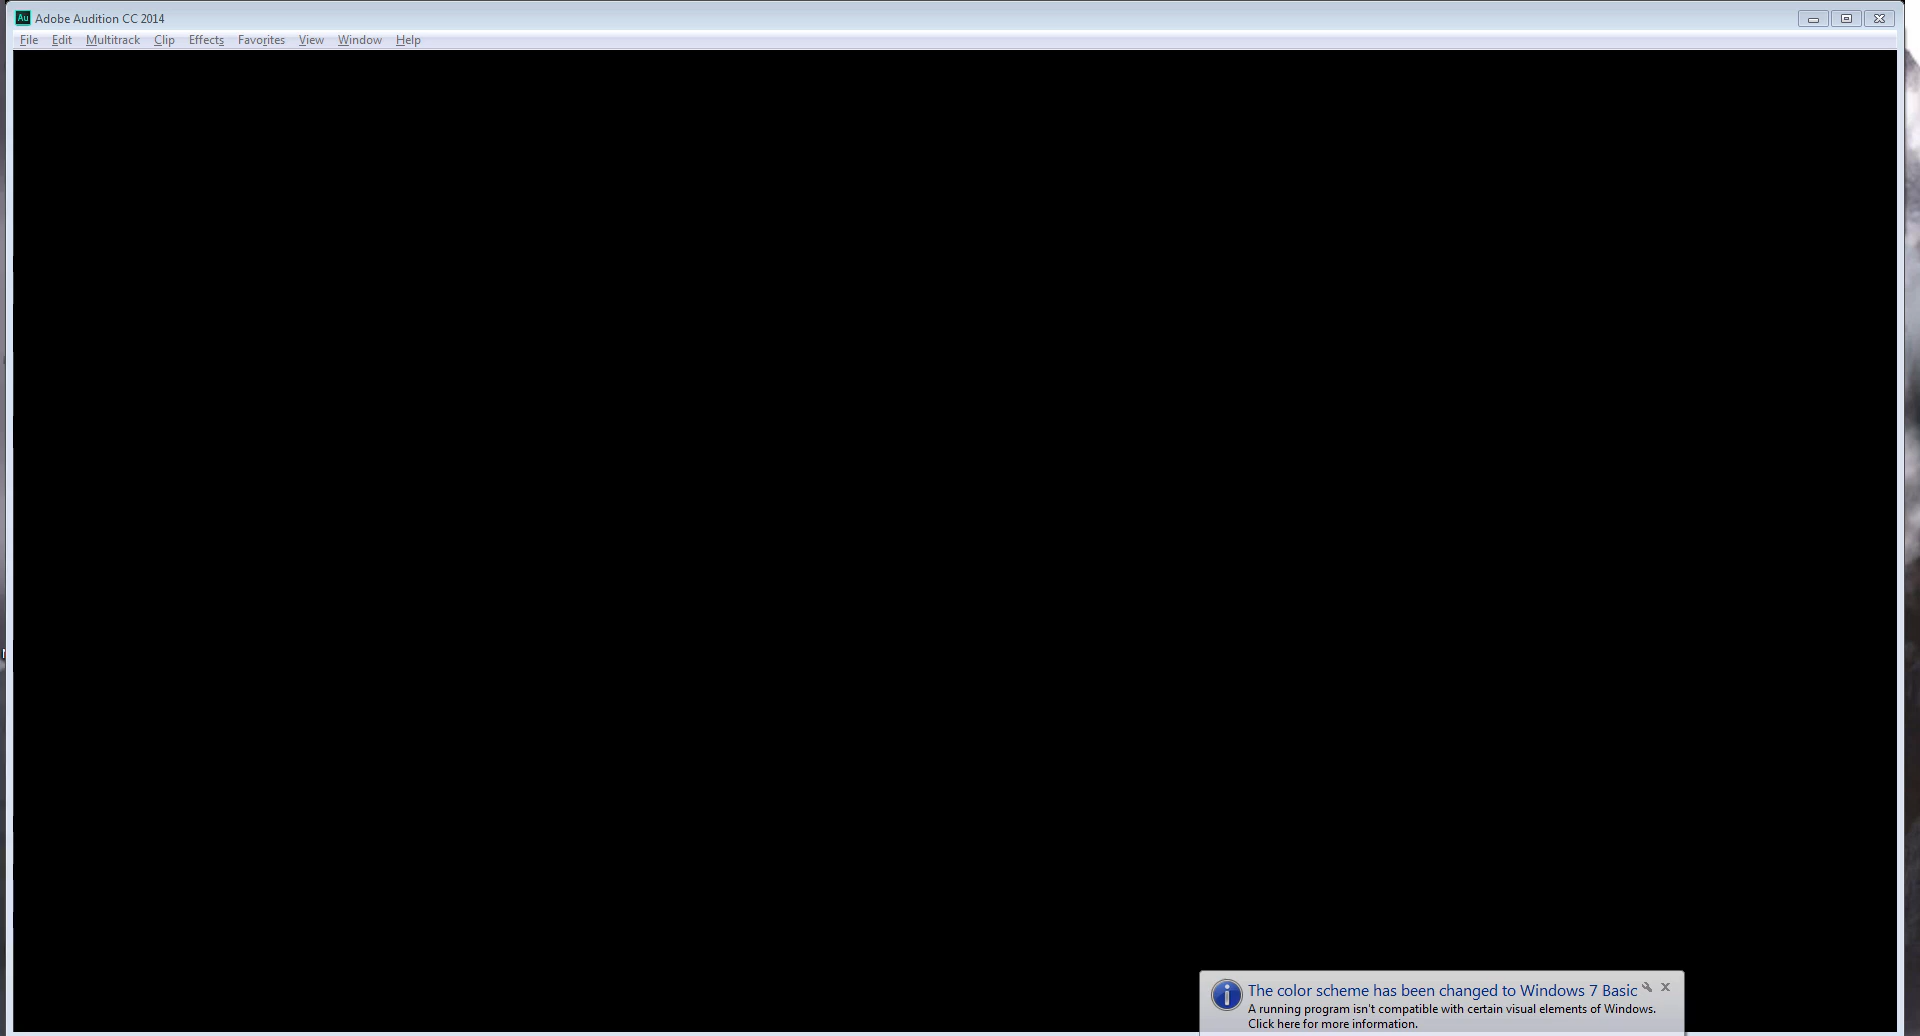 Au Adobe Audition CC 2014
File Edit Multitrack Clip Effects Favorites View Window Help
The color scheme has been changed to Windows 7 Basic
A running program isn't compatible with certain visual elements of Windows.
Click here for more information.